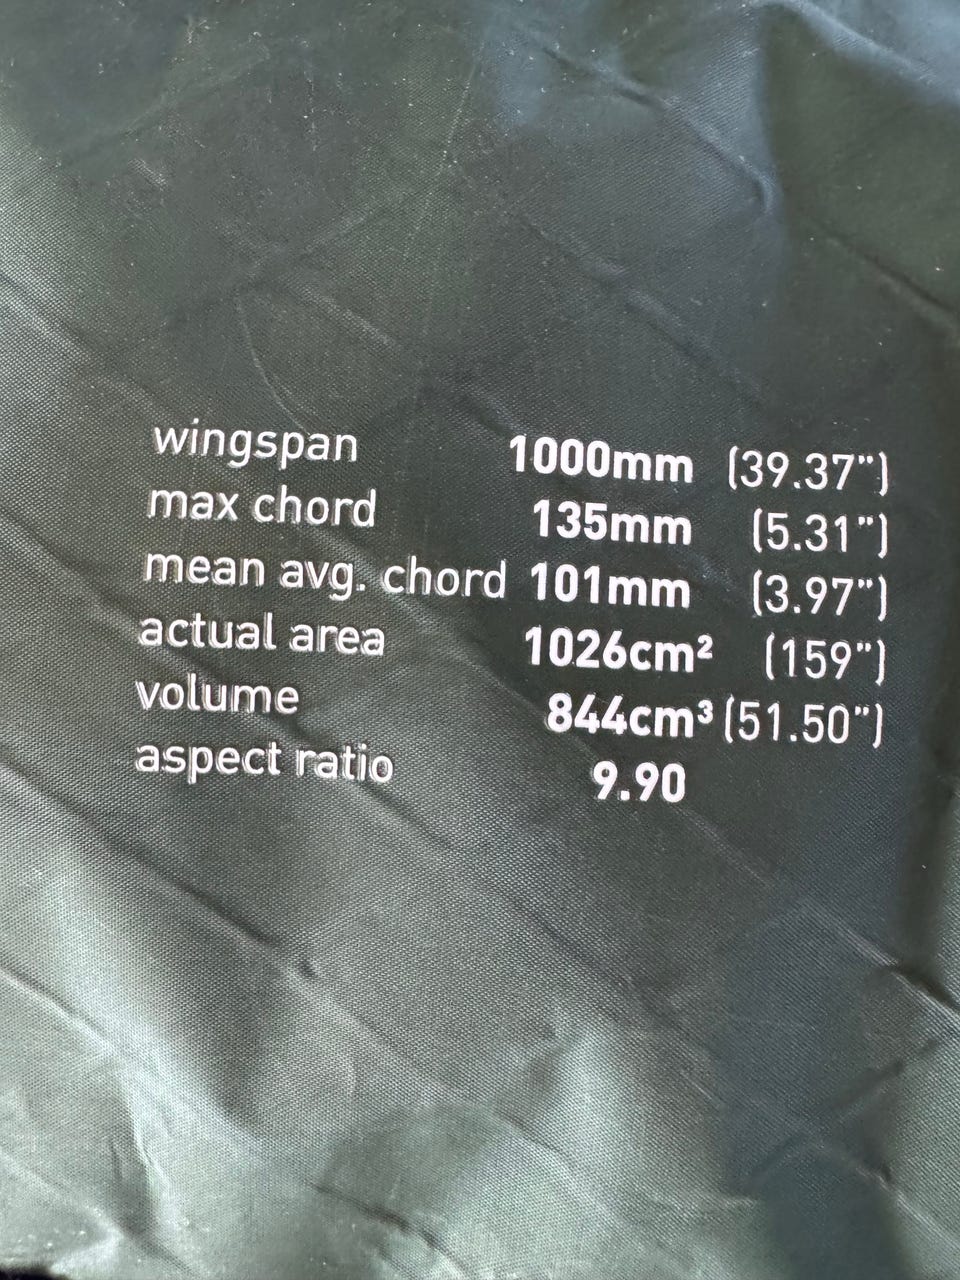 wingspan 1000mm (39.37")
max chord 135mm (5.31")
mean avg. chord 101mm (3.97")
actual area 1026cm² (159")
volume 844cm³ (51.50")
aspect ratio 9.90